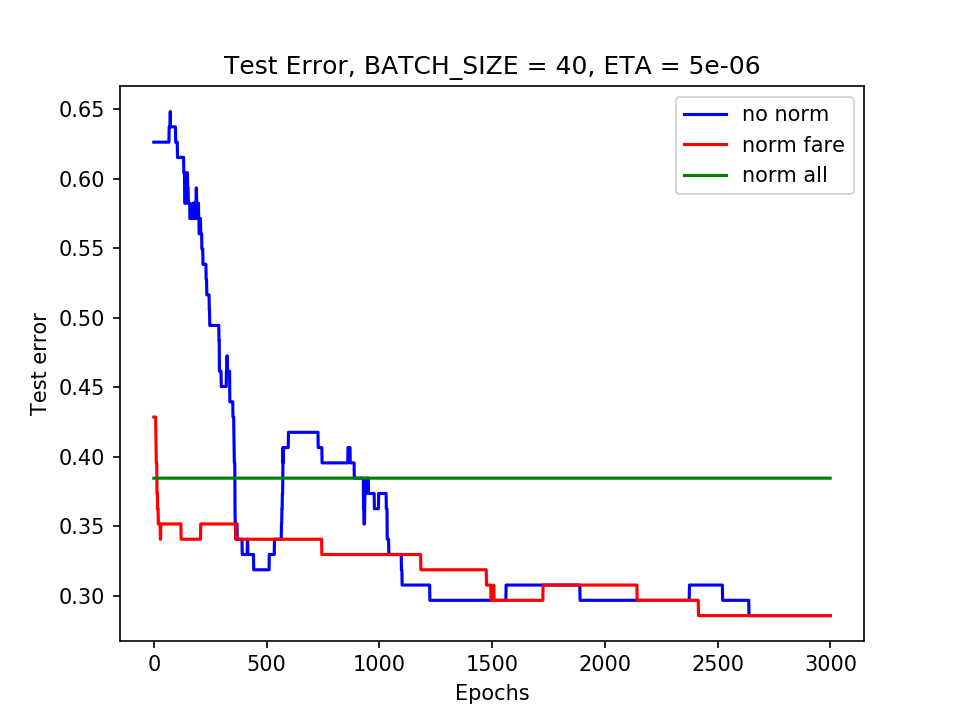 Test Error, BATCH_SIZE = 40, ETA = 5e-06
no norm
norm fare
norm all
Test error
0.65
0.60
0.55
0.50
0.45
0.40
0.35
0.30
0 500 1000 1500 2000 2500 3000
Epochs